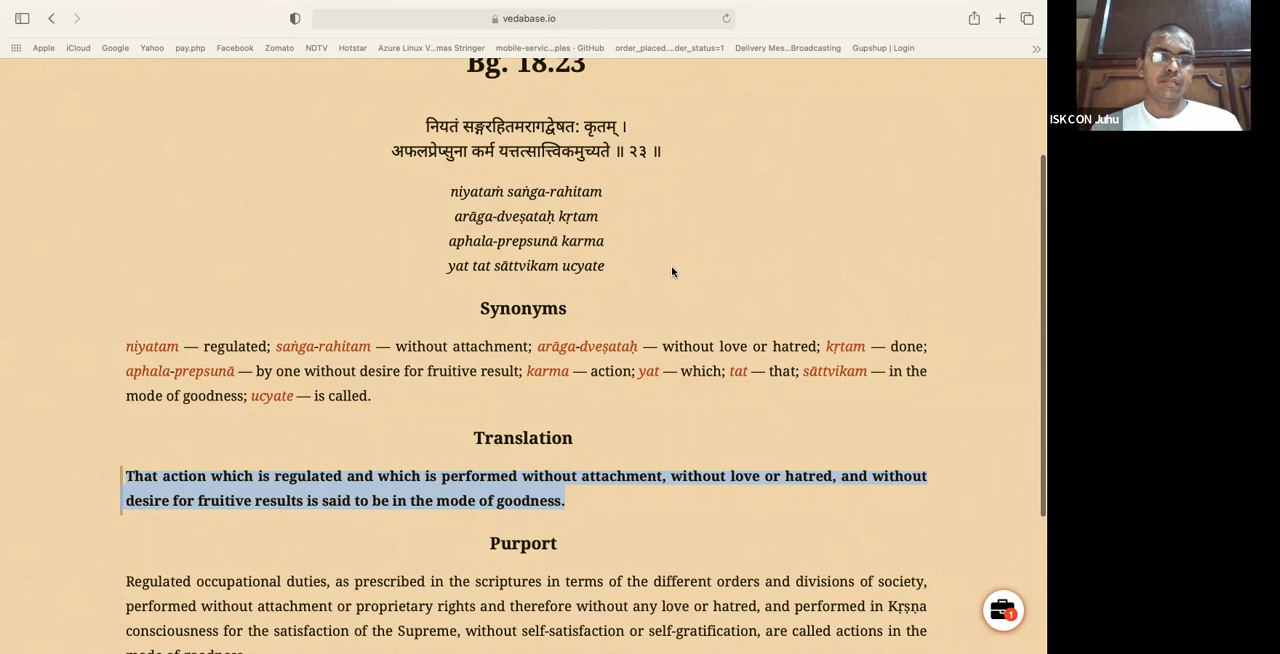 vedabase.io
Apple iCloud Google Yahoo pay.php Facebook Zomato NDTV Hotstar Azure Linux V...mas Stringer mobile-servic...ples · GitHub order_placed....der_status=1 Delivery Mes...Broadcasting Gupshup | Login
Bg. 18.23
नियतं सङ्गरहितमरागद्वेषत: कृतम् ।
अफलप्रेप्सुना कर्म यत्तत्सात्त्विकमुच्यते ॥ २३ ॥
niyataṁ saṅga-rahitam
arāga-dveṣataḥ kṛtam
aphala-prepsunā karma
yat tat sāttvikam ucyate
Synonyms
niyatam — regulated; saṅga-rahitam — without attachment; arāga-dveṣataḥ — without love or hatred; kṛtam — done;
aphala-prepsunā — by one without desire for fruitive result; karma — action; yat — which; tat — that; sāttvikam — in the
mode of goodness; ucyate — is called.
Translation
That action which is regulated and which is performed without attachment, without love or hatred, and without
desire for fruitive results is said to be in the mode of goodness.
Purport
Regulated occupational duties, as prescribed in the scriptures in terms of the different orders and divisions of society,
performed without attachment or proprietary rights and therefore without any love or hatred, and performed in Kṛṣṇa
consciousness for the satisfaction of the Supreme, without self-satisfaction or self-gratification, are called actions in the
mode of goodness.
1
ISKCON Juhu